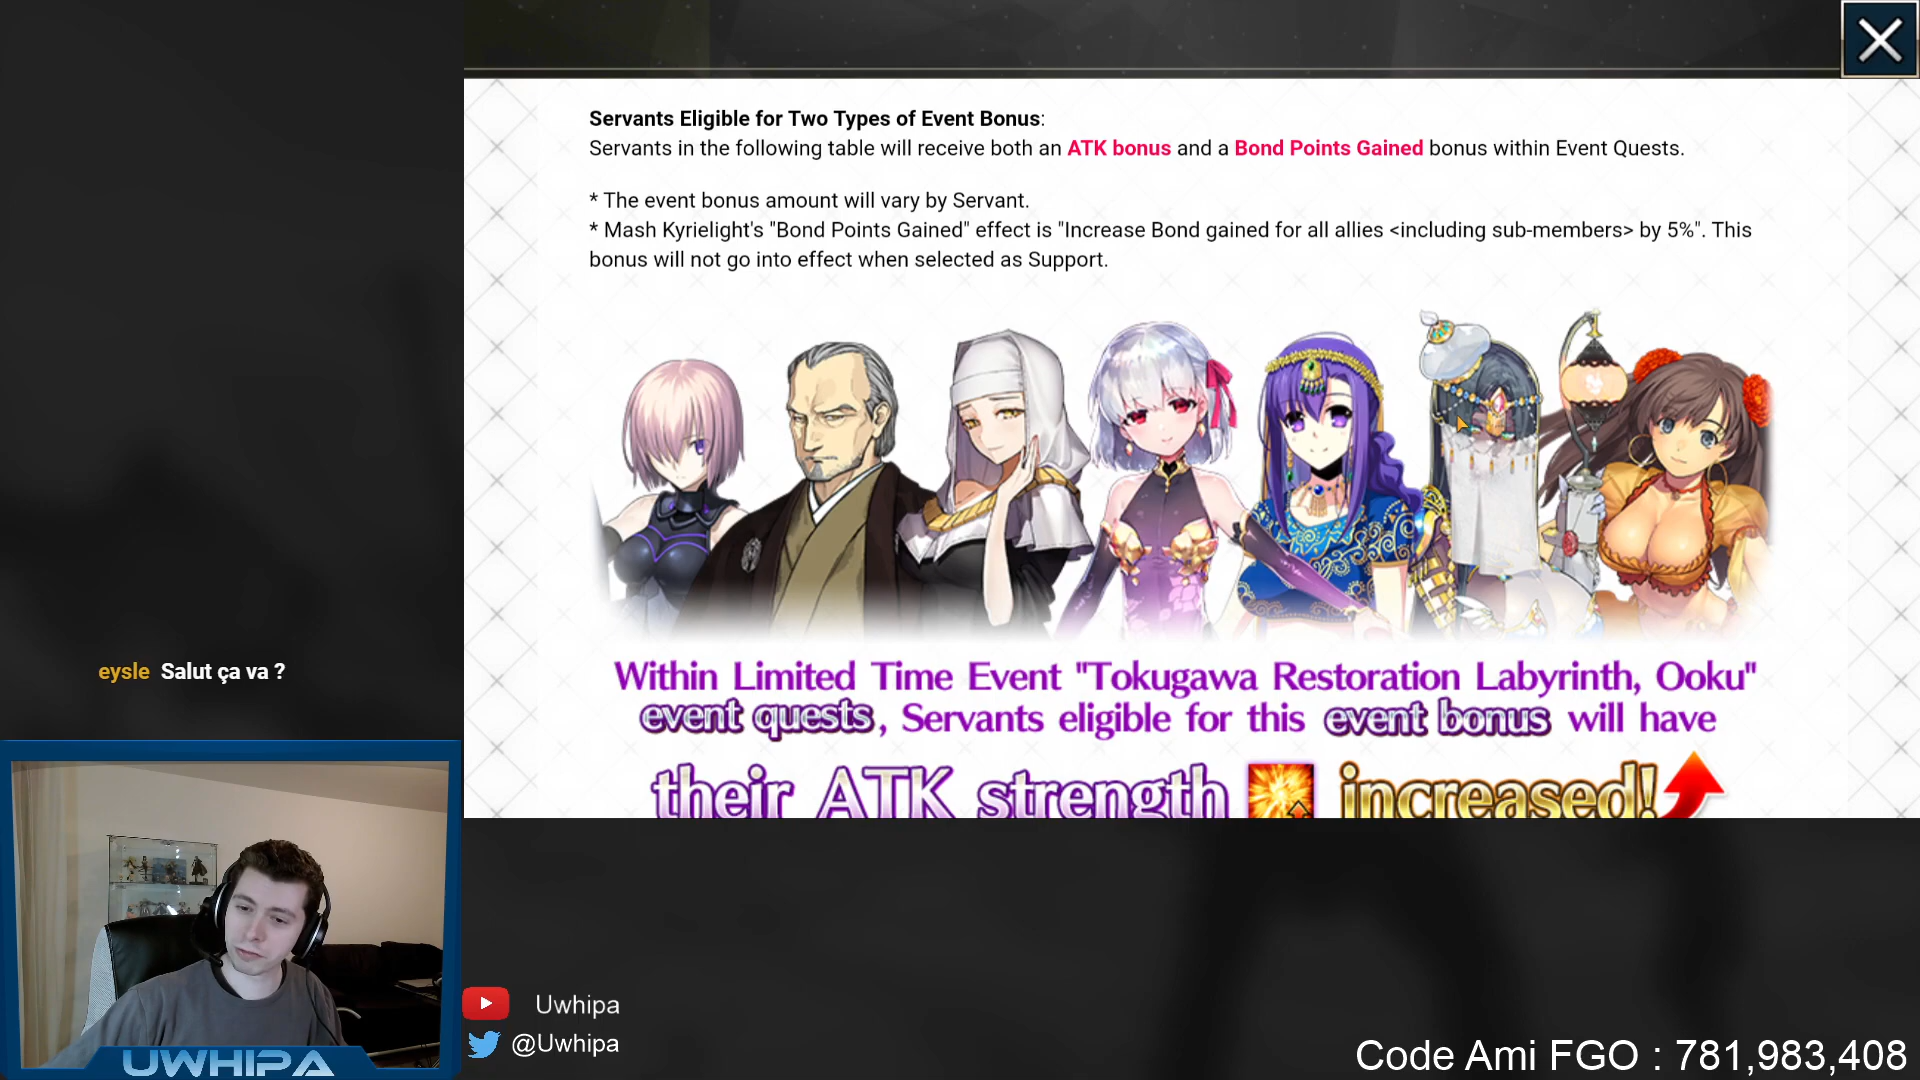 Servants Eligible for Two Types of Event Bonus:
Servants in the following table will receive both an ATK bonus and a Bond Points Gained bonus within Event Quests.
* The event bonus amount will vary by Servant.
* Mash Kyrielight's "Bond Points Gained" effect is "Increase Bond gained for all allies <including sub-members> by 5%". This
bonus will not go into effect when selected as Support.
Within Limited Time Event "Tokugawa Restoration Labyrinth, Ooku"
event quests, Servants eligible for this event bonus will have
their ATK strength increased!
eysle Salut ça va ?
UWHIPA
Uwhipa
@Uwhipa
Code Ami FGO : 781,983,408